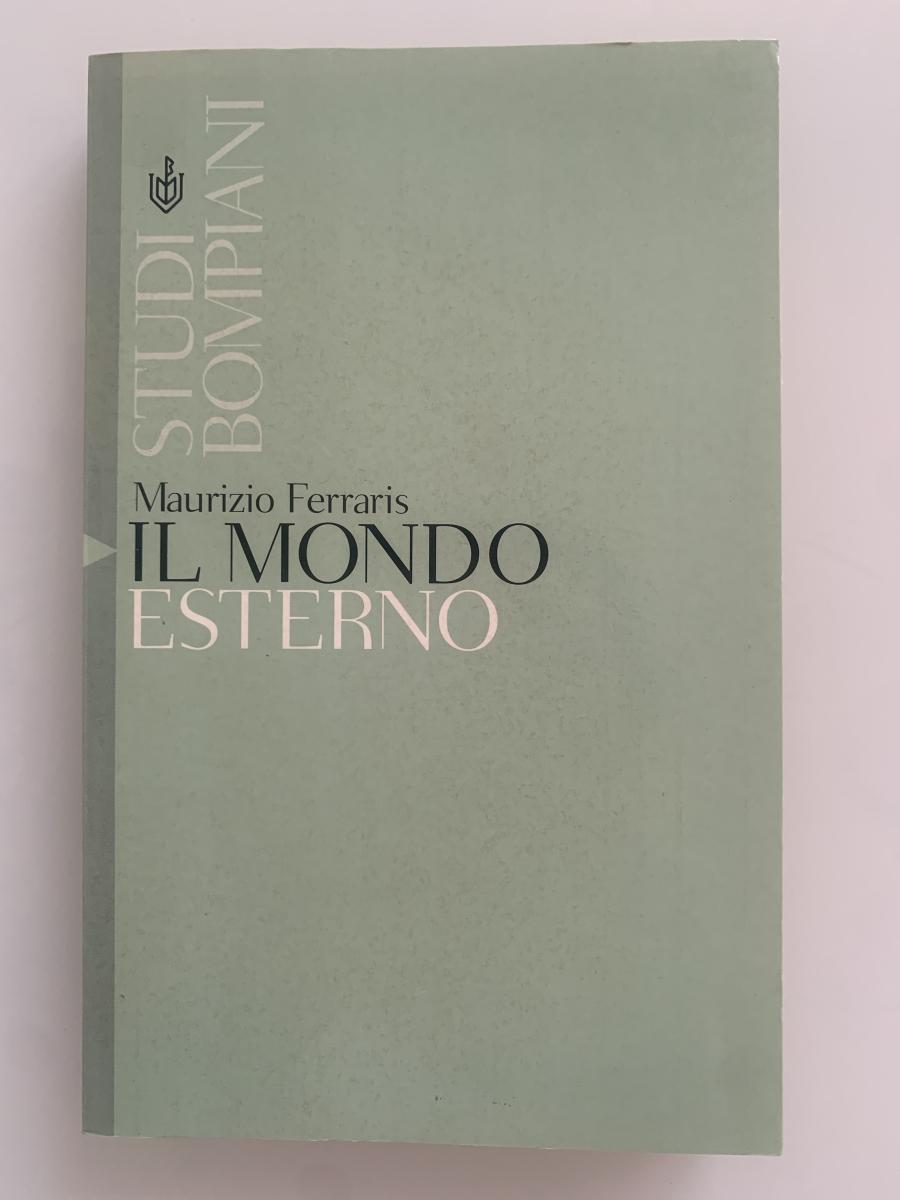 STUDI
BOMPIANI
Maurizio Ferraris
IL MONDO
ESTERNO